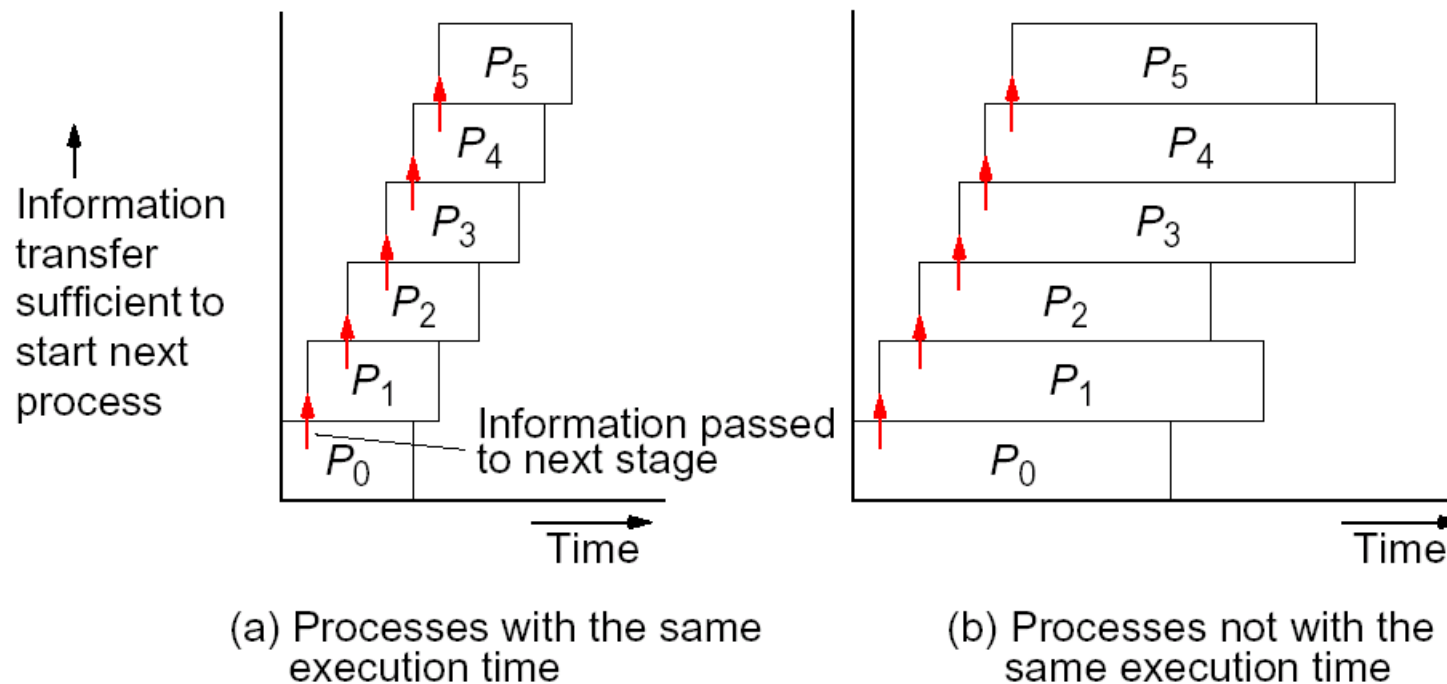 Information
transfer
sufficient to
start next
process
P5
P4
P3
P2
P1
P0
Information passed
to next stage
Time
(a) Processes with the same
execution time
P5
P4
P3
P2
P1
P0
Time
(b) Processes not with the
same execution time